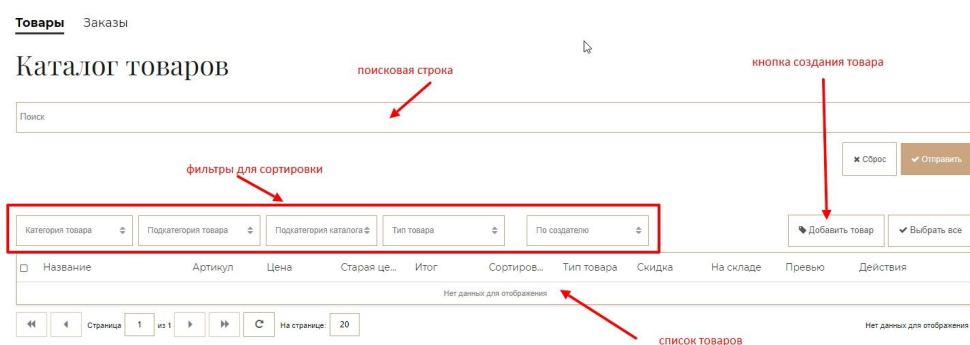 Товары Заказы
Каталог товаров
поисковая строка
кнопка создания товара
Поиск
Сброс Отправить
фильтры для сортировки
Категория товара Подкатегория товара Подкатегория каталога Тип товара По создателю Добавить товар Выбрать все
Название Артикул Цена Старая це... Итог Сортиров... Тип товара Скидка На складе Превью Действия
Нет данных для отображения
Страница 1 из 1 На странице: 20 Нет данных для отображения
список товаров